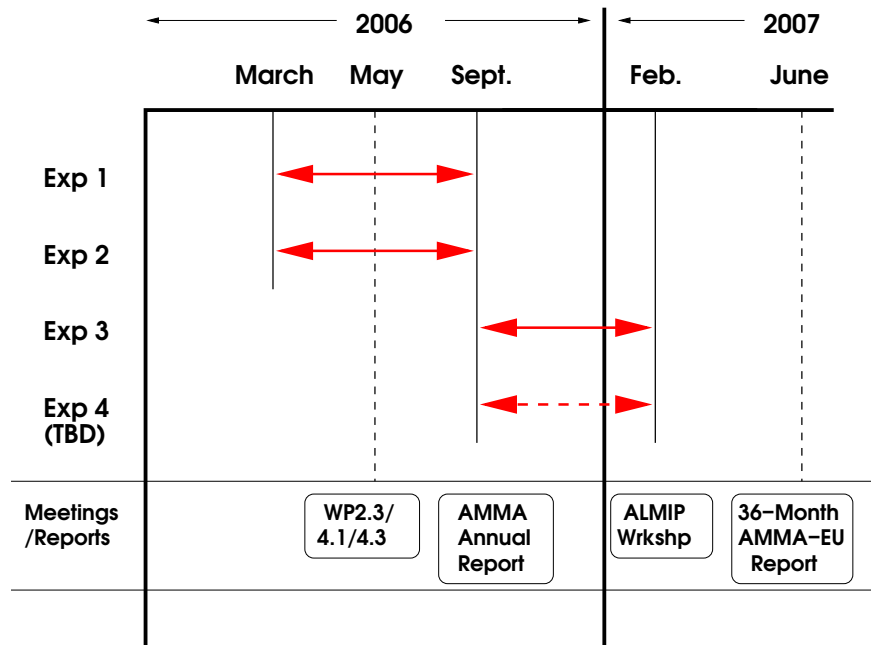 2006 2007
March May Sept. Feb. June
Exp 1
Exp 2
Exp 3
Exp 4
(TBD)
Meetings
/Reports
WP2.3/
4.1/4.3
AMMA
Annual
Report
ALMIP
Wrkshp
36−Month
AMMA−EU
Report